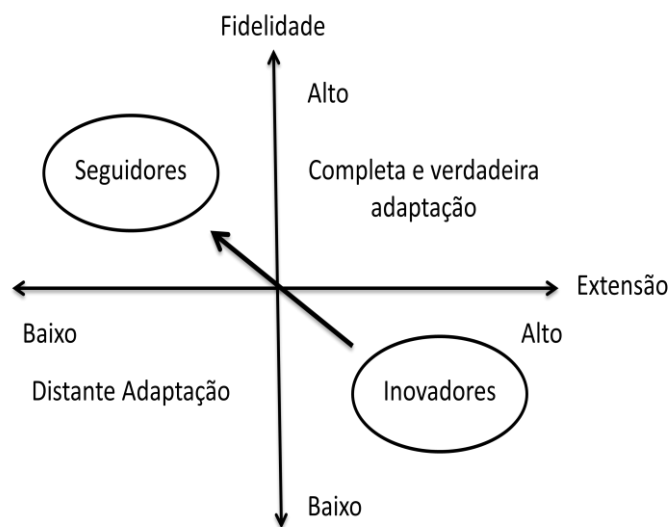 Fidelidade
Alto
Seguidores
Completa e verdadeira
adaptação
Extensão
Baixo
Alto
Distante Adaptação
Inovadores
Baixo